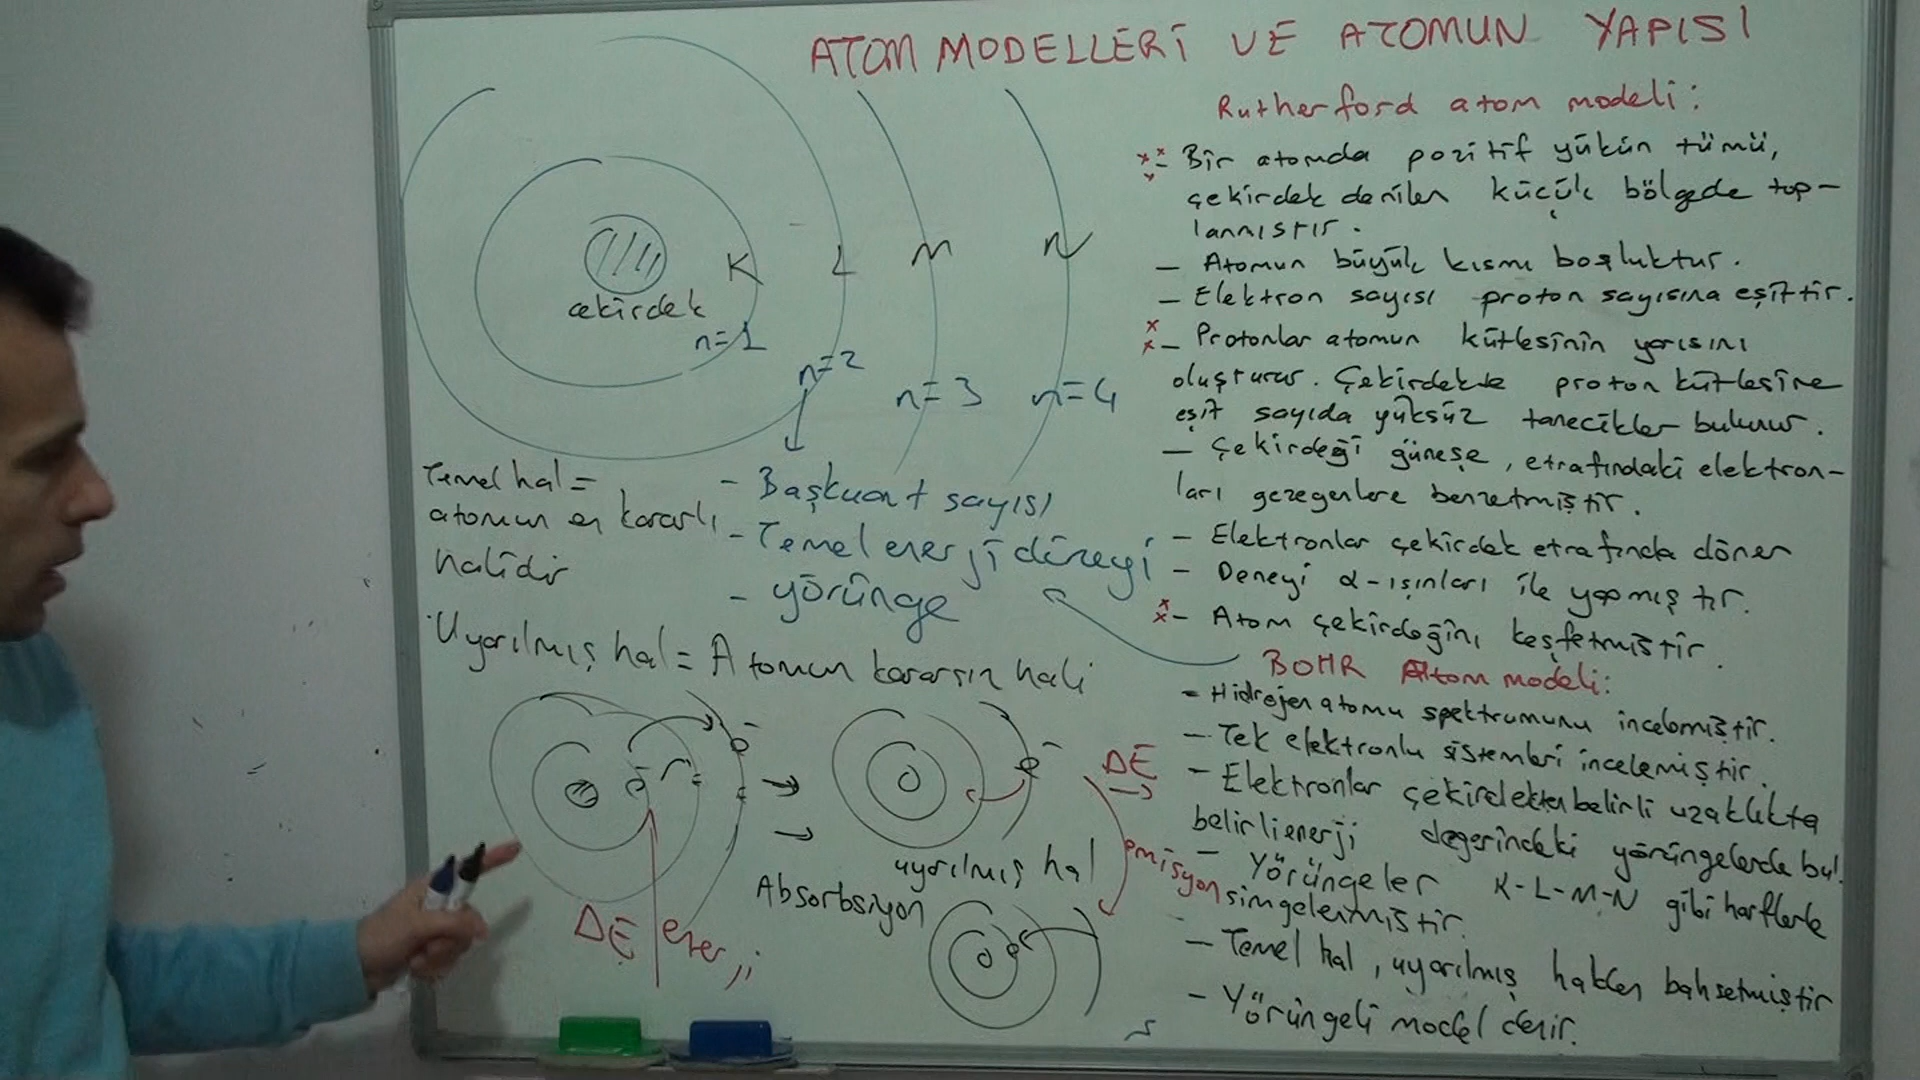 ATOM MODELLERİ VE ATOMUN YAPISI
K L M N
çekirdek
n=1
n=2
n=3 n=4
Temel hal =
atomun en kararlı
halidir
- Başkuant sayısı
- Temel enerji düzeyi
- yörünge
Uyarılmış hal = Atomun kararsız hali
e-
ΔE enerji
Absorbsiyon
uyarılmış hal
e-
ΔE
emisyon
e
Rutherford atom modeli:
- Bir atomda pozitif yükün tümü,
çekirdek denilen küçük bölgede top-
lanmıştır.
- Atomun büyük kısmı boşluktur.
- Elektron sayısı proton sayısına eşittir.
- Protonlar atomun kütlesinin yarısını
oluşturur. Çekirdekte proton kütlesine
eşit sayıda yüksüz tanecikler bulunur.
- Çekirdeği güneşe, etrafındaki elektron-
ları gezegenlere benzetmiştir.
- Elektronlar çekirdek etrafında döner
- Deneyi α-ışınları ile yapmıştır.
- Atom çekirdeğini keşfetmiştir.
BOHR Atom modeli:
- Hidrojen atomu spektrumunu incelemiştir.
- Tek elektronlu sistemleri incelemiştir.
- Elektronlar çekirdekten belirli uzaklıkta
belirli enerji değerindeki yörüngelerde bul.
- Yörüngeler K-L-M-N gibi harflerle
simgelenmiştir.
- Temel hal, uyarılmış halden bahsetmiştir
- Yörüngeli model denir.